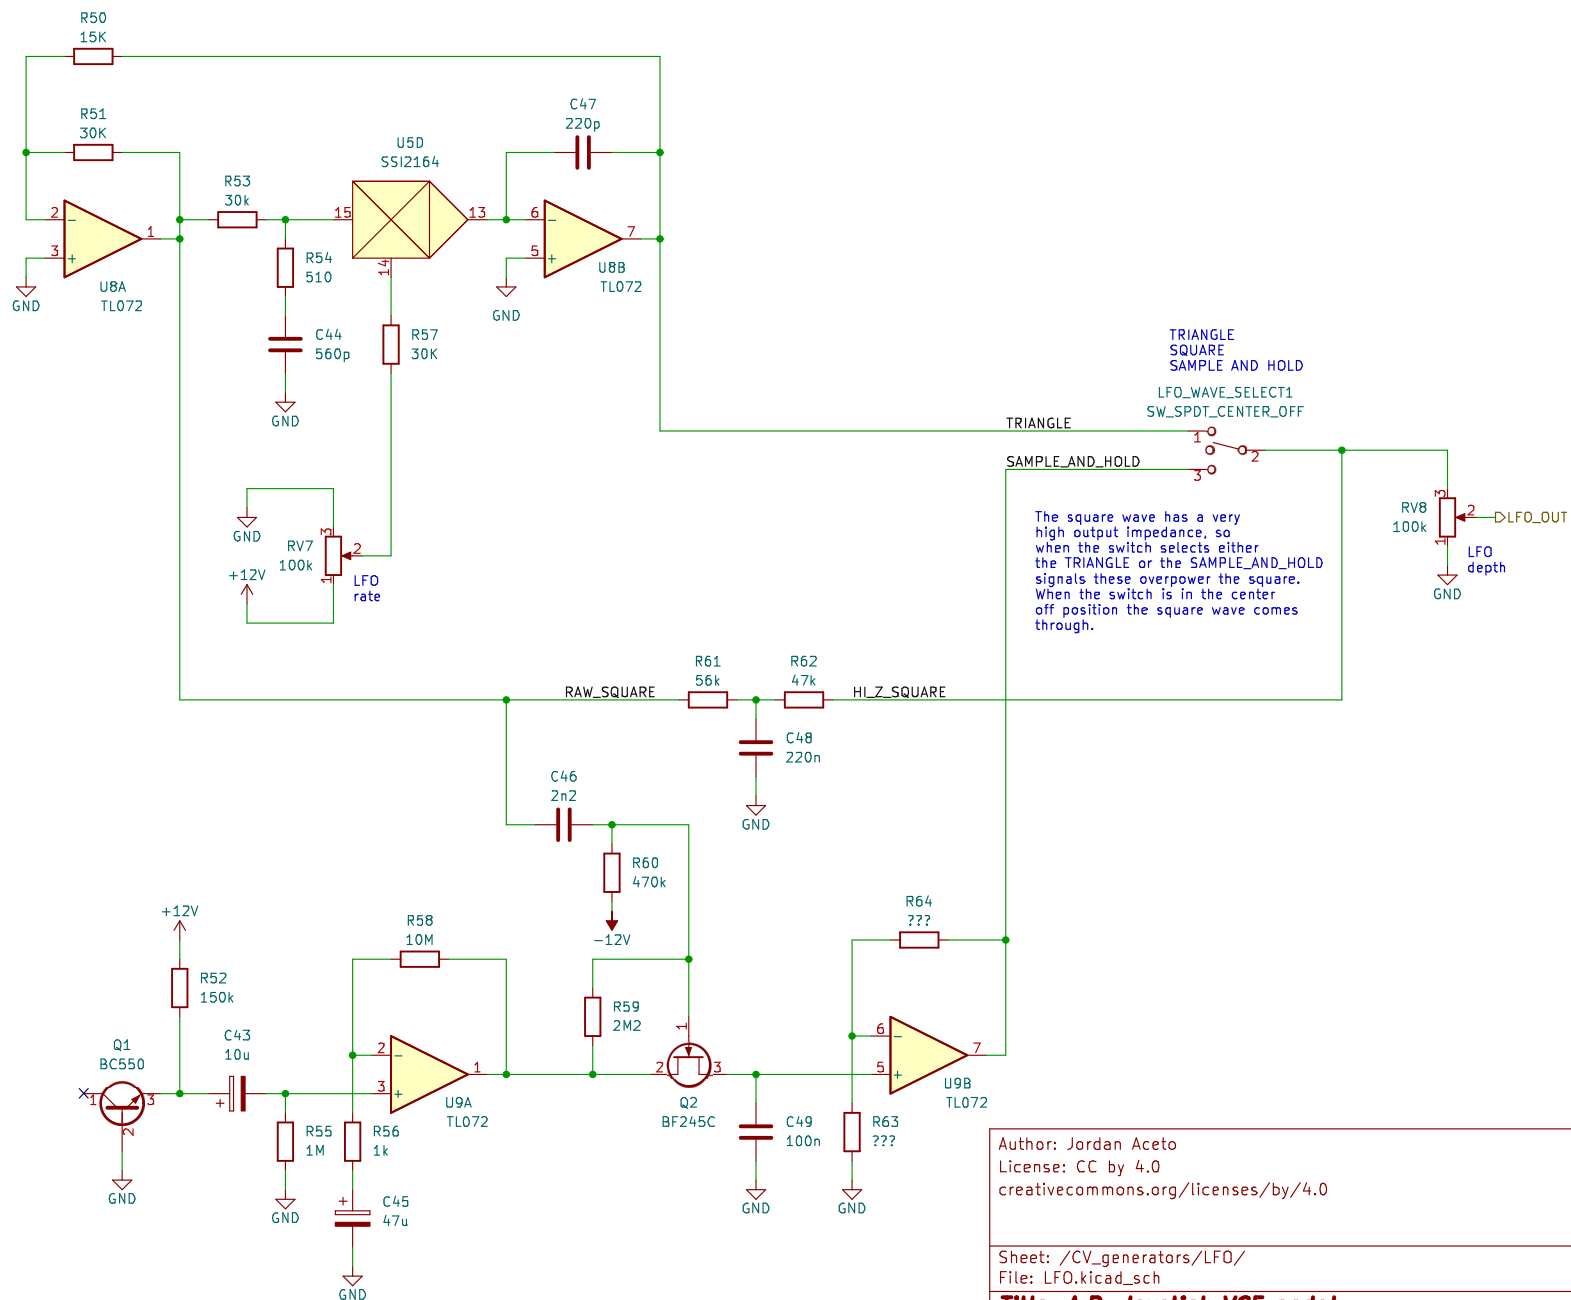 R50
15K
R51
30K
C47
220p
U5D
SSI2164
R53
30k
2
3
1
15
13
14
6
5
7
U8A
TL072
U8B
TL072
GND
GND
R54
510
C44
560p
GND
R57
30K
TRIANGLE
SQUARE
SAMPLE AND HOLD
LFO_WAVE_SELECT1
SW_SPDT_CENTER_OFF
TRIANGLE
1
2
SAMPLE_AND_HOLD
3
GND
RV7
100k
3
2
1
+12V
LFO
rate
The square wave has a very
high output impedance, so
when the switch selects either
the TRIANGLE or the SAMPLE_AND_HOLD
signals these overpower the square.
When the switch is in the center
off position the square wave comes
through.
RV8
100k
3
2
1
LFO_OUT
LFO
depth
GND
RAW_SQUARE
R61
56k
R62
47k
HI_Z_SQUARE
C48
220n
GND
C46
2n2
R60
470k
-12V
+12V
R52
150k
R58
10M
R59
2M2
R64
???
Q1
BC550
1
3
2
GND
C43
10u
+
R55
1M
GND
2
3
1
U9A
TL072
R56
1k
+
C45
47u
GND
1
2
3
Q2
BF245C
C49
100n
GND
6
5
7
U9B
TL072
R63
???
GND
Author: Jordan Aceto
License: CC by 4.0
creativecommons.org/licenses/by/4.0
Sheet: /CV_generators/LFO/
File: LFO.kicad_sch